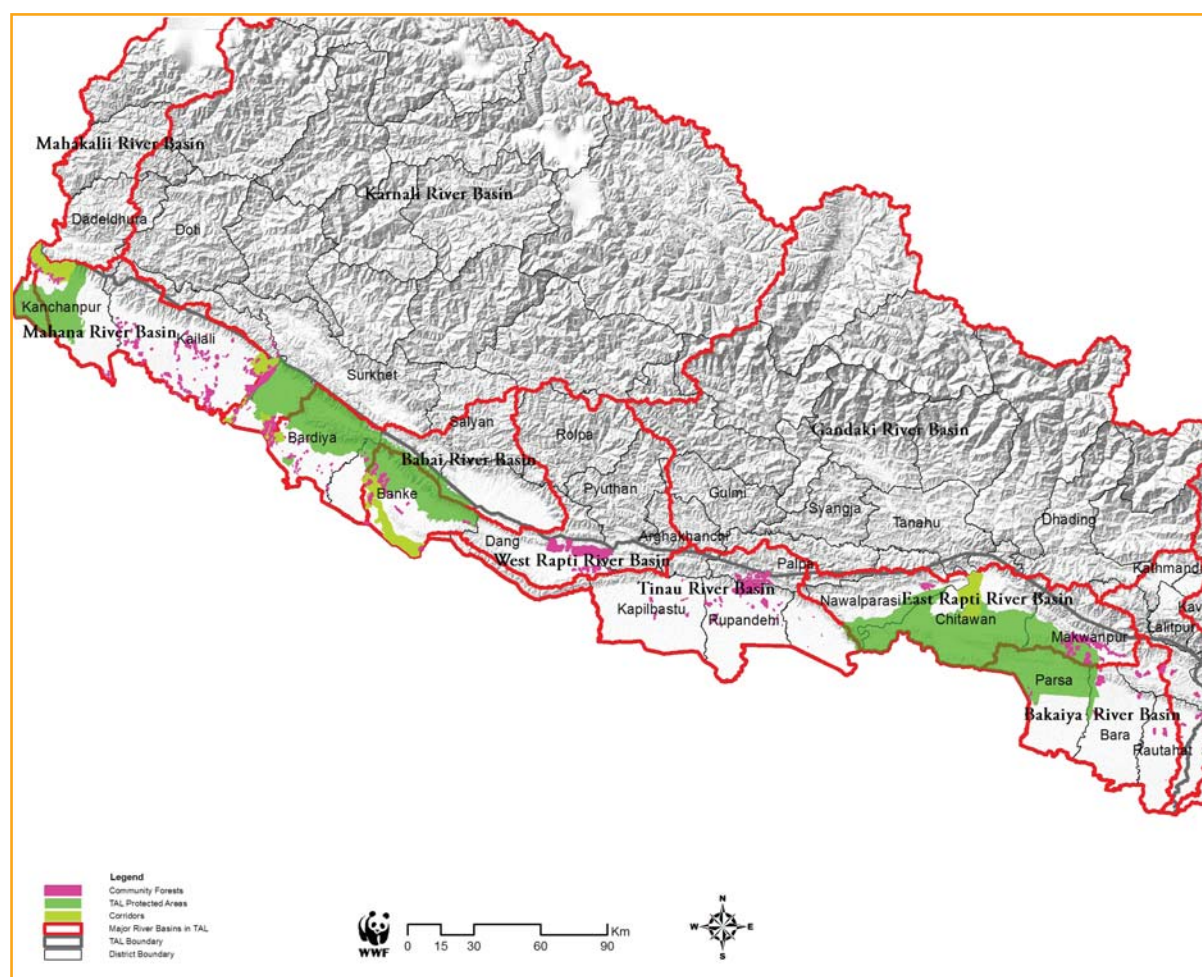 Mahakalii River Basin
Karnali River Basin
Dadeldhura
Doti
Kanchanpur
Mahana River Basin
Kailali
Surkhet
Salyan
Rolpa
Bardiya
Babai River Basin
Gandaki River Basin
Banke
Pyuthan
Gulmi
Syangja
Tanahu
Dhading
Dang
Arghakhanchi
West Rapti River Basin
Palpa
Kathmand
Tinau River Basin
Nawalparasi
East Rapti River Basin
Kav
Kapilbastu
Rupandehi
Chitawan
Lalitpur
Makwanpur
Parsa
Bakaiya River Basin
Bara
Rautahat
Legend
Community Forests
TAL Protected Areas
Corridors
Major River Basins in TAL
TAL Boundary
District Boundary
WWF
0 15 30 60 90 Km
N
W E
S